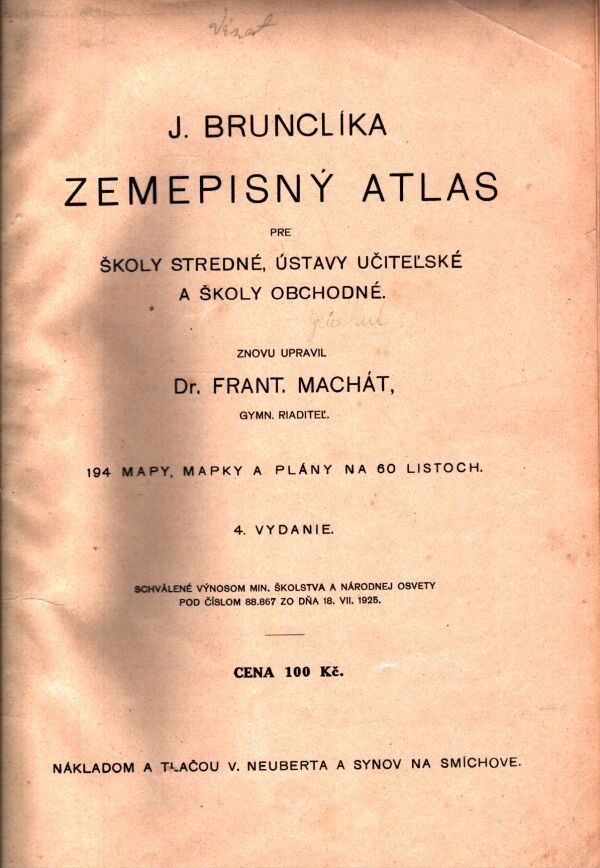 J. BRUNCLÍKA
ZEMEPISNÝ ATLAS
PRE
ŠKOLY STREDNÉ, ÚSTAVY UČITEĽSKÉ
A ŠKOLY OBCHODNÉ.
ZNOVU UPRAVIL
Dr. FRANT. MACHÁT,
GYMN. RIADITEĽ.
194 MAPY, MAPKY A PLÁNY NA 60 LISTOCH.
4. VYDANIE.
SCHVÁLENÉ VÝNOSOM MIN. ŠKOLSTVA A NÁRODNEJ OSVETY
POD ČÍSLOM 88.867 ZO DŇA 18. VII. 1925.
CENA 100 Kč.
NÁKLADOM A TLAČOU V. NEUBERTA A SYNOV NA SMÍCHOVE.